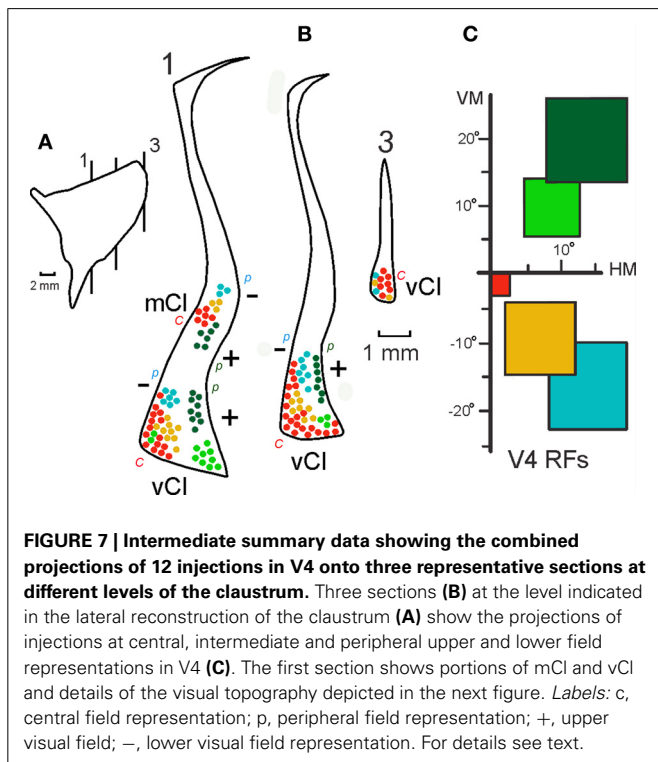 A
1
3
2 mm
1
B
3
p
mCl
−
c
p
+
−
p
p
+
c
vCl
−
p
p
+
c
vCl
c
vCl
1 mm
C
VM
20°
10°
10°
HM
-10°
-20°
V4 RFs
FIGURE 7 | Intermediate summary data showing the combined
projections of 12 injections in V4 onto three representative sections at
different levels of the claustrum. Three sections (B) at the level indicated
in the lateral reconstruction of the claustrum (A) show the projections of
injections at central, intermediate and peripheral upper and lower field
representations in V4 (C). The first section shows portions of mCl and vCl
and details of the visual topography depicted in the next figure. Labels: c,
central field representation; p, peripheral field representation; +, upper
visual field; −, lower visual field representation. For details see text.